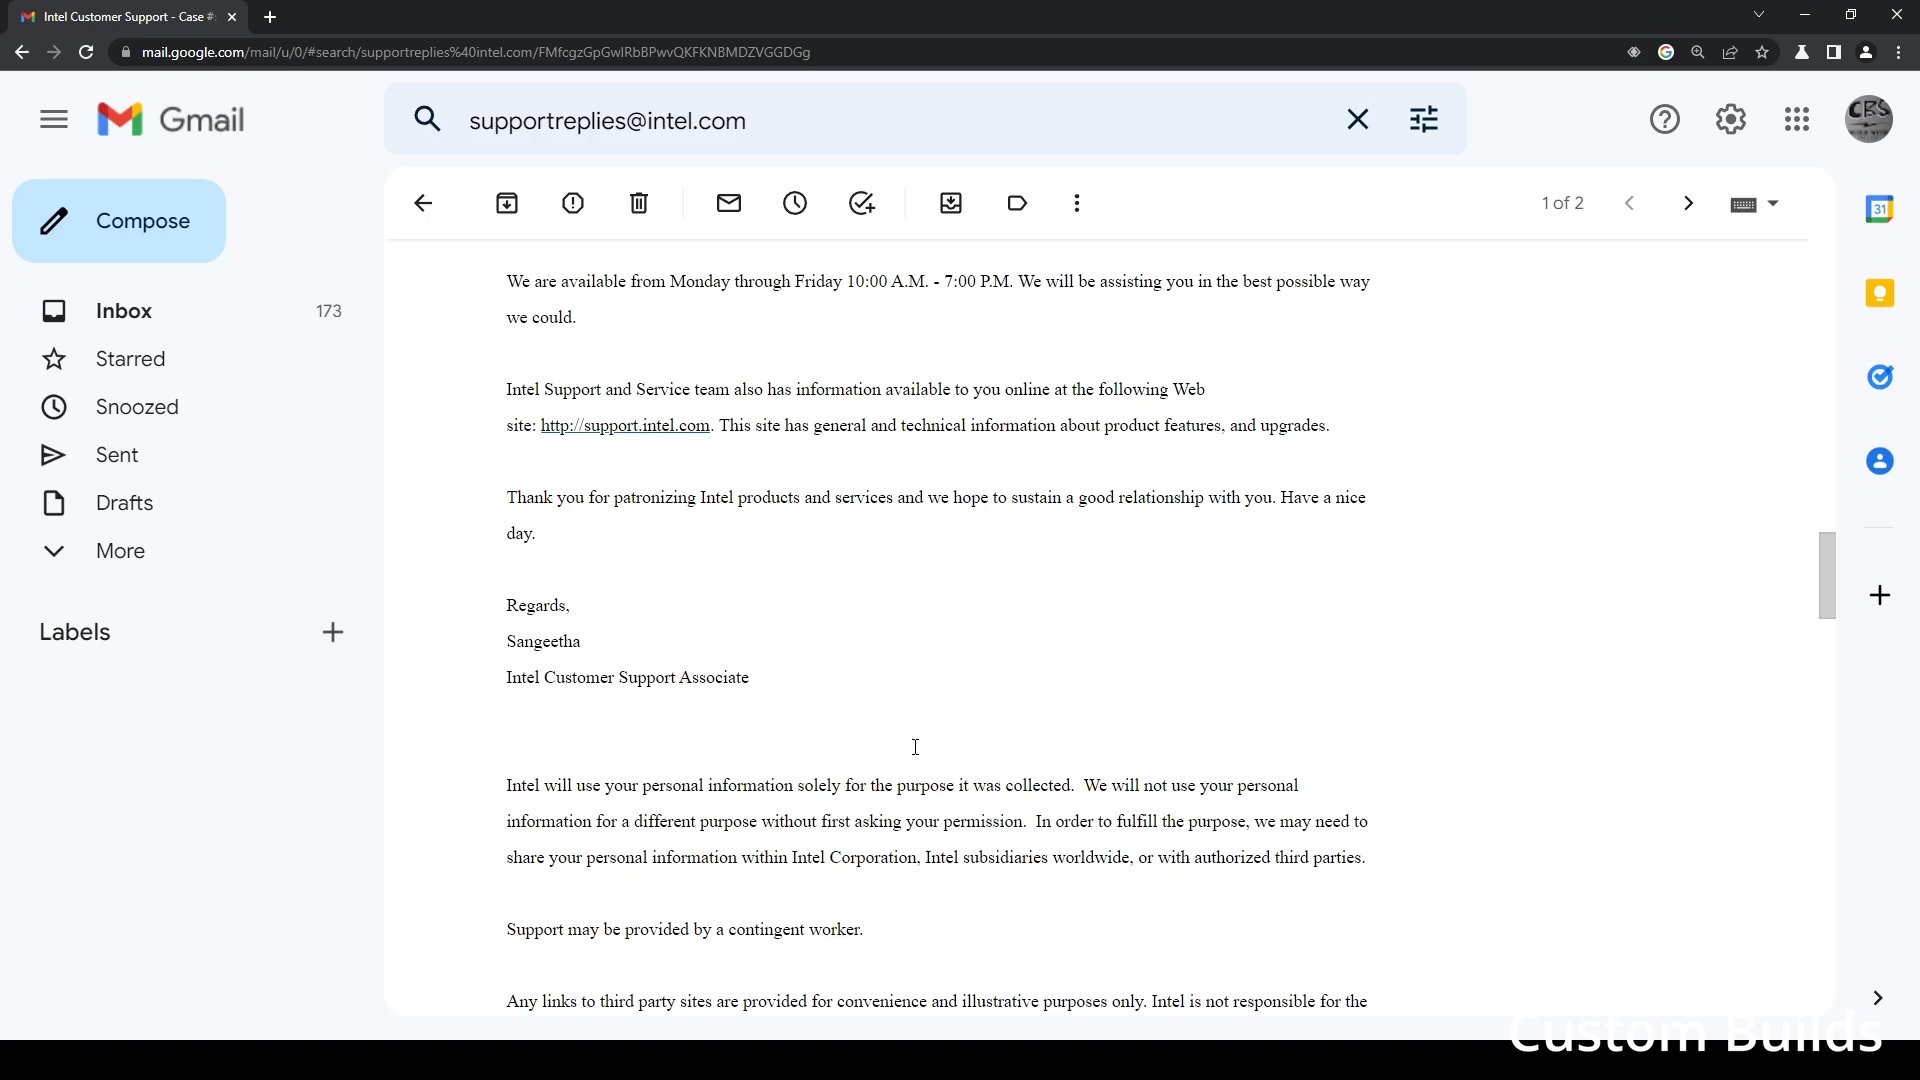 Intel Customer Support - Case #
mail.google.com/mail/u/0/#search/supportreplies%40intel.com/FMfcgzGpGwlRbBPwvQKFKNBMDZVGGDGg
Gmail
supportreplies@intel.com
CBS
Compose
1 of 2
31
Inbox 173
Starred
Snoozed
Sent
Drafts
More
Labels
We are available from Monday through Friday 10:00 A.M. - 7:00 P.M. We will be assisting you in the best possible way
we could.
Intel Support and Service team also has information available to you online at the following Web
site: http://support.intel.com. This site has general and technical information about product features, and upgrades.
Thank you for patronizing Intel products and services and we hope to sustain a good relationship with you. Have a nice
day.
Regards,
Sangeetha
Intel Customer Support Associate
Intel will use your personal information solely for the purpose it was collected.  We will not use your personal
information for a different purpose without first asking your permission.  In order to fulfill the purpose, we may need to
share your personal information within Intel Corporation, Intel subsidiaries worldwide, or with authorized third parties.
Support may be provided by a contingent worker.
Any links to third party sites are provided for convenience and illustrative purposes only. Intel is not responsible for the
Custom Builds